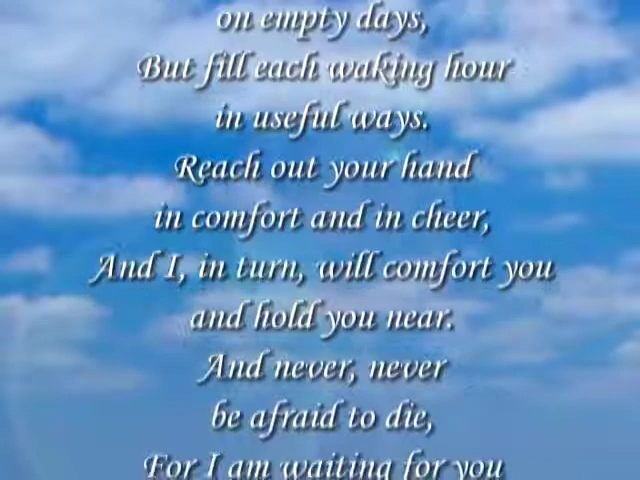 on empty days,
But fill each waking hour
in useful ways.
Reach out your hand
in comfort and in cheer,
And I, in turn, will comfort you
and hold you near.
And never, never
be afraid to die,
For I am waiting for you